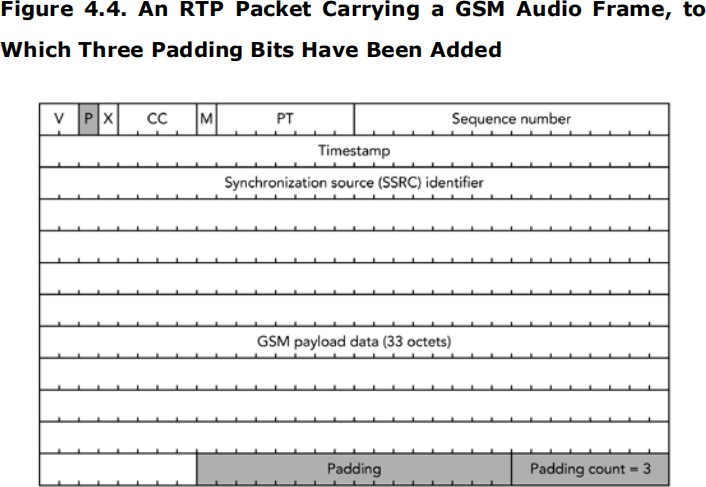 Figure 4.4. An RTP Packet Carrying a GSM Audio Frame, to
Which Three Padding Bits Have Been Added
V P X CC M PT Sequence number
Timestamp
Synchronization source (SSRC) identifier
GSM payload data (33 octets)
Padding Padding count = 3